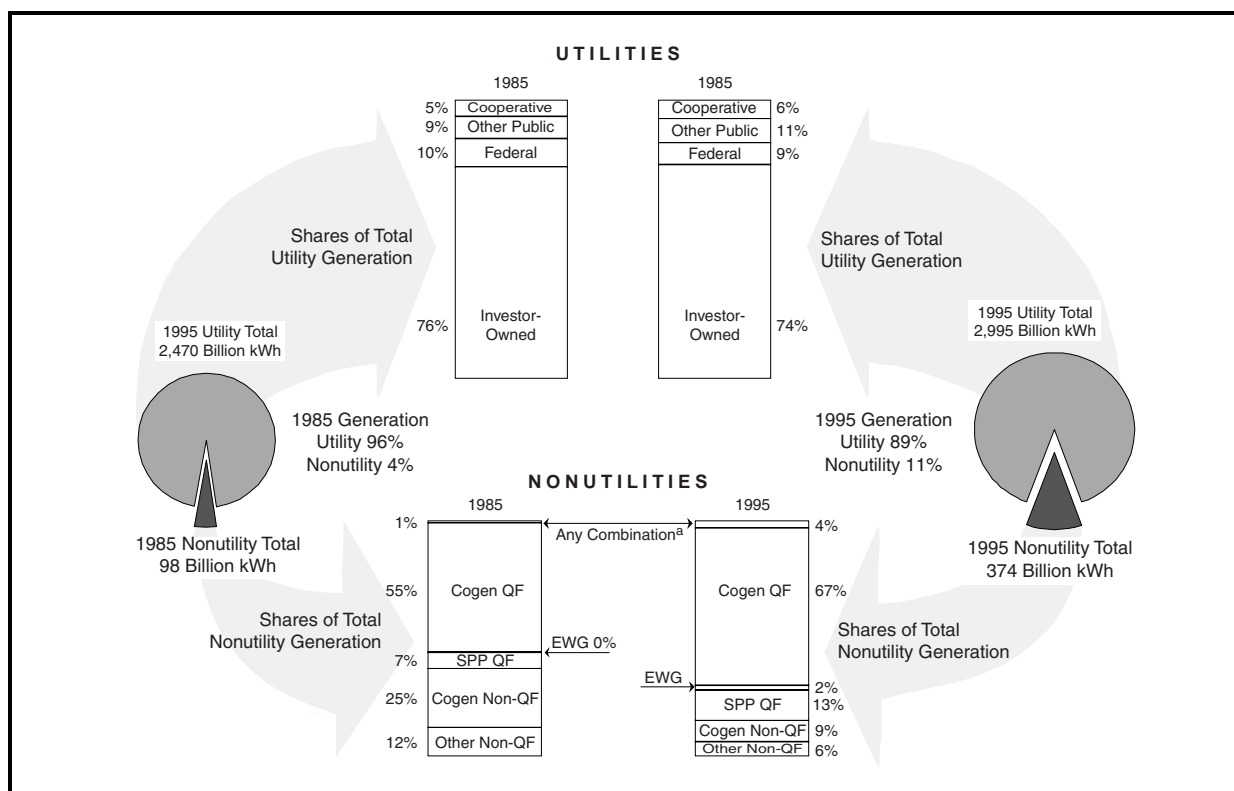 UTILITIES
1985
5% Cooperative
9% Other Public
10% Federal
76% Investor-
Owned
1985
Cooperative 6%
Other Public 11%
Federal 9%
Investor- 74%
Owned
Shares of Total
Utility Generation
Shares of Total
Utility Generation
1995 Utility Total
2,470 Billion kWh
1985 Generation
Utility 96%
Nonutility 4%
1985 Nonutility Total
98 Billion kWh
1995 Utility Total
2,995 Billion kWh
1995 Generation
Utility 89%
Nonutility 11%
1995 Nonutility Total
374 Billion kWh
NONUTILITIES
1985
1%
55% Cogen QF
7% SPP QF
25% Cogen Non-QF
12% Other Non-QF
Any Combinationᵃ
EWG 0%
EWG
1995
4%
Cogen QF 67%
2%
SPP QF 13%
Cogen Non-QF 9%
Other Non-QF 6%
Shares of Total
Nonutility Generation
Shares of Total
Nonutility Generation